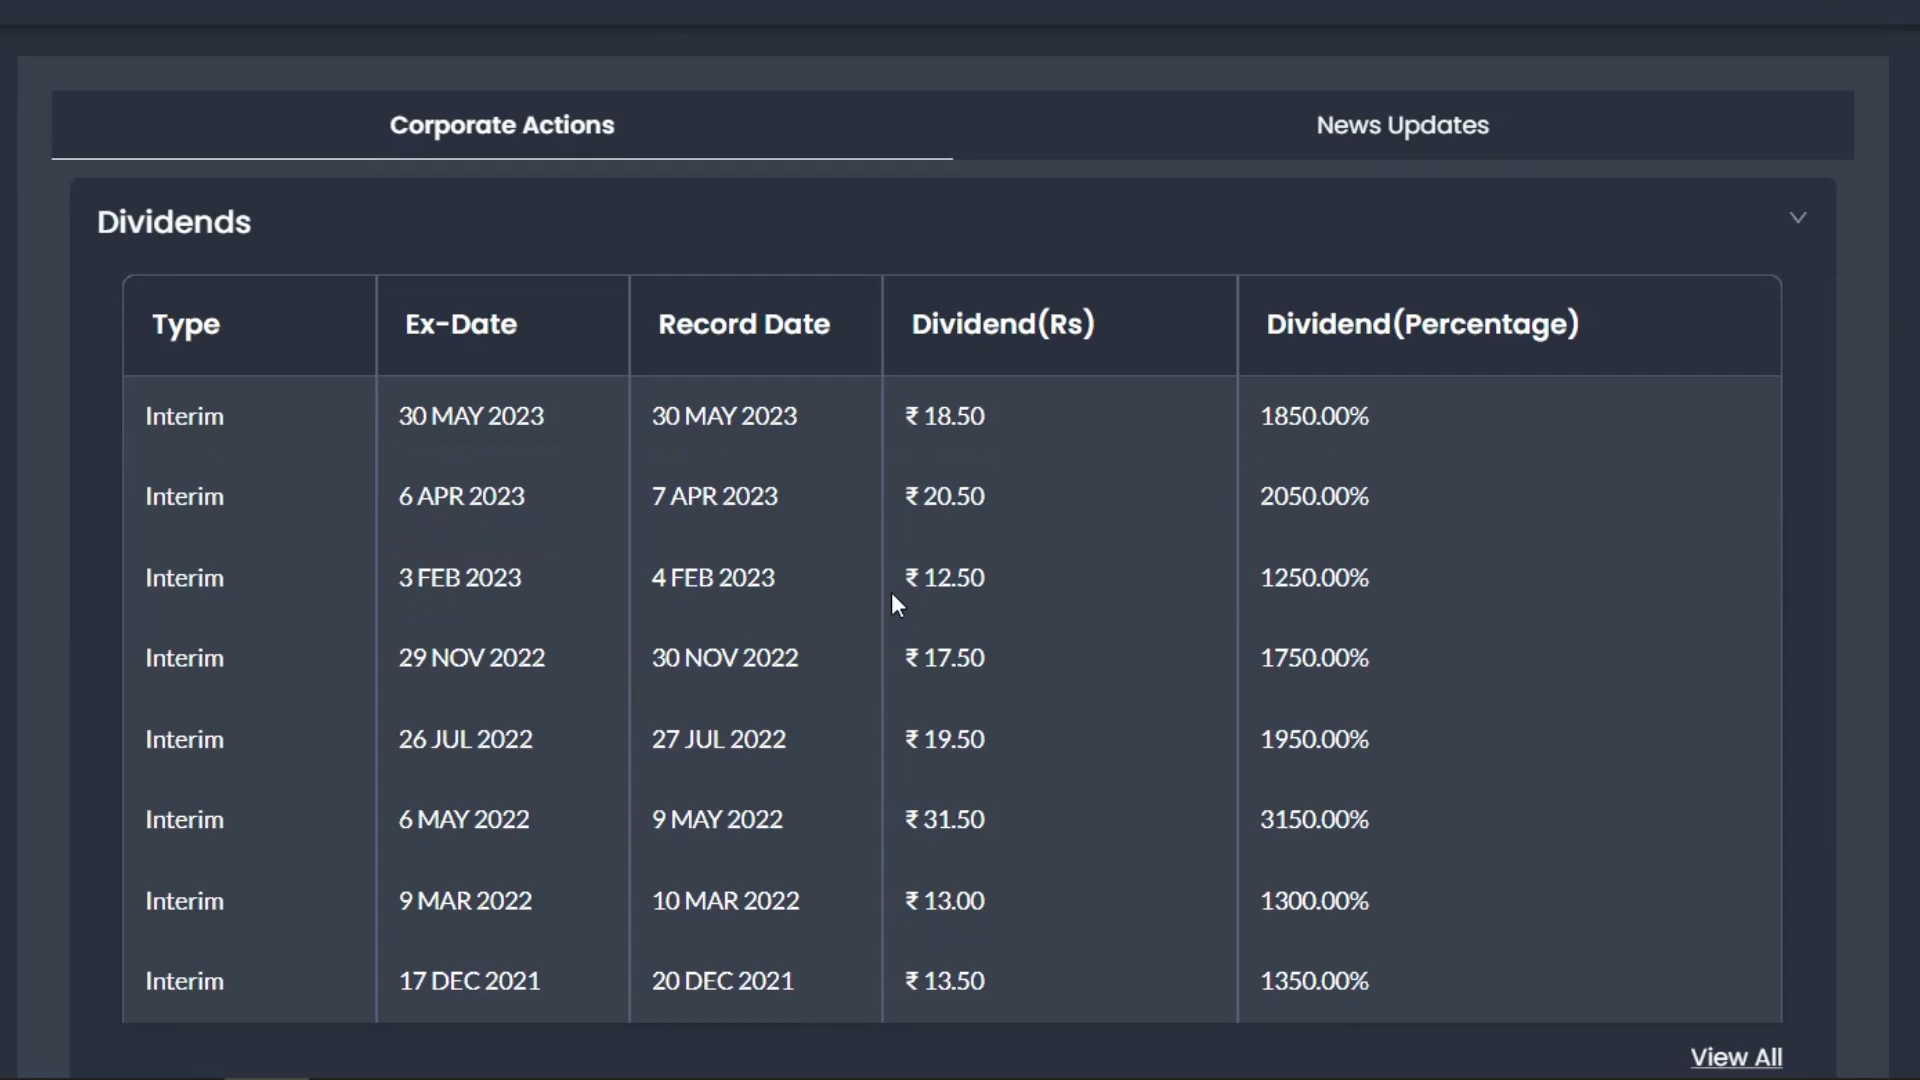 Corporate Actions News Updates
Dividends
Type Ex-Date Record Date Dividend(Rs) Dividend(Percentage)
Interim 30 MAY 2023 30 MAY 2023 ₹ 18.50 1850.00%
Interim 6 APR 2023 7 APR 2023 ₹ 20.50 2050.00%
Interim 3 FEB 2023 4 FEB 2023 ₹ 12.50 1250.00%
Interim 29 NOV 2022 30 NOV 2022 ₹ 17.50 1750.00%
Interim 26 JUL 2022 27 JUL 2022 ₹ 19.50 1950.00%
Interim 6 MAY 2022 9 MAY 2022 ₹ 31.50 3150.00%
Interim 9 MAR 2022 10 MAR 2022 ₹ 13.00 1300.00%
Interim 17 DEC 2021 20 DEC 2021 ₹ 13.50 1350.00%
View All